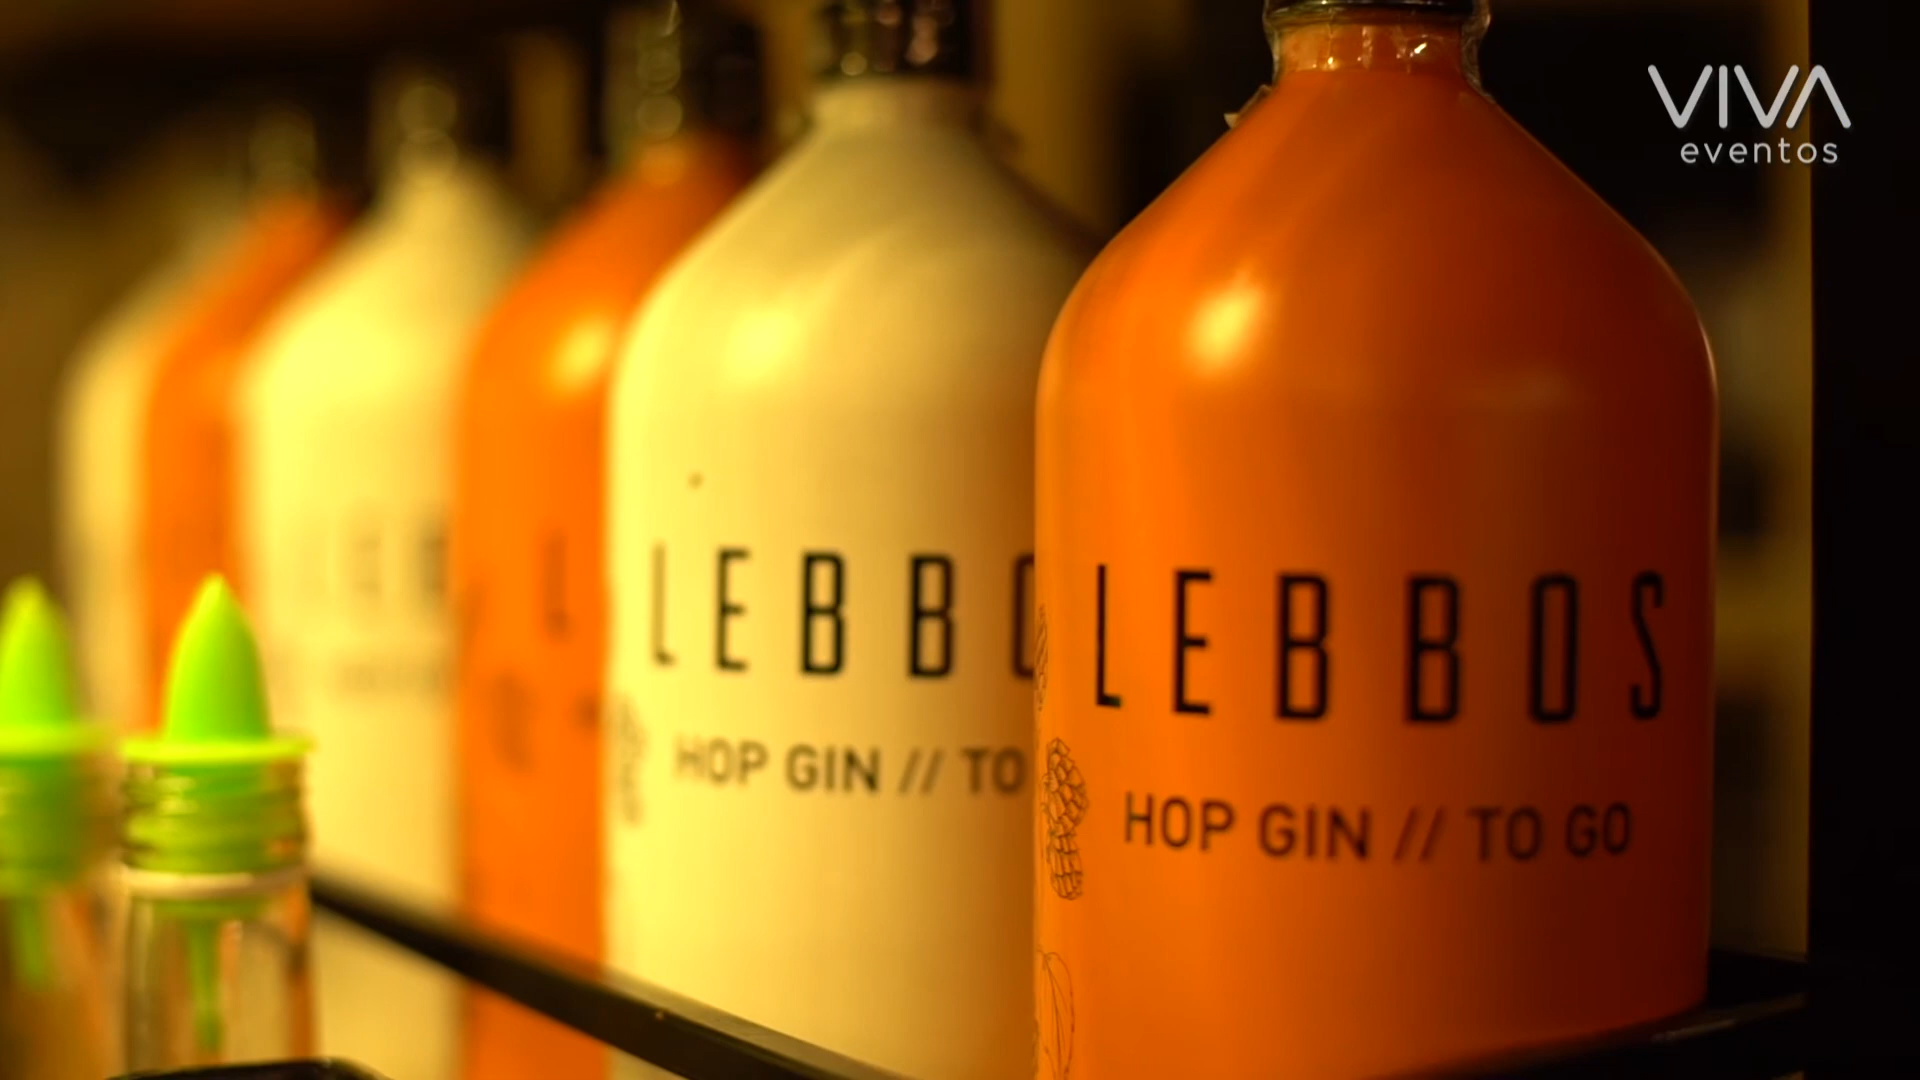 VIVA
eventos
LEBBO
HOP GIN // TO
LEBBOS
HOP GIN // TO GO